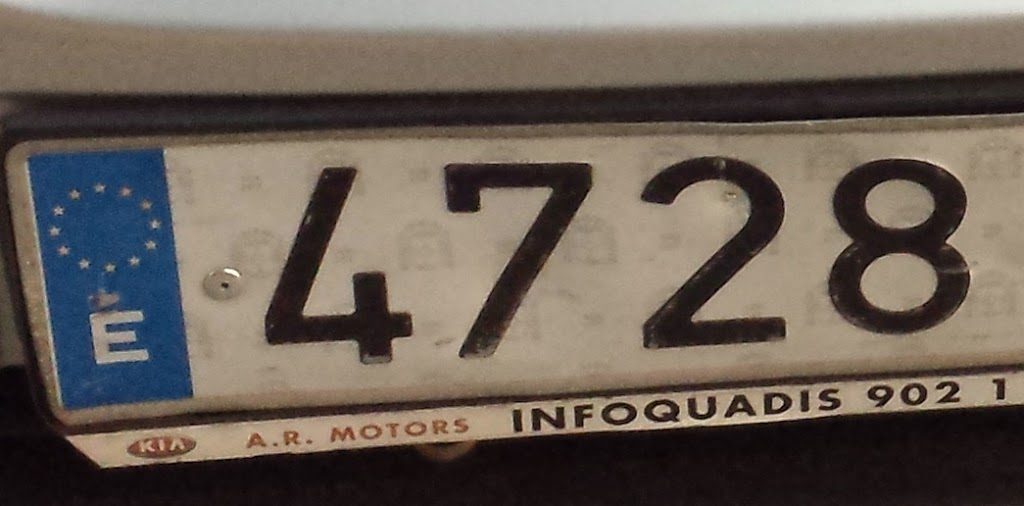 E 4728
KIA A.R. MOTORS INFOQUADIS 902 1